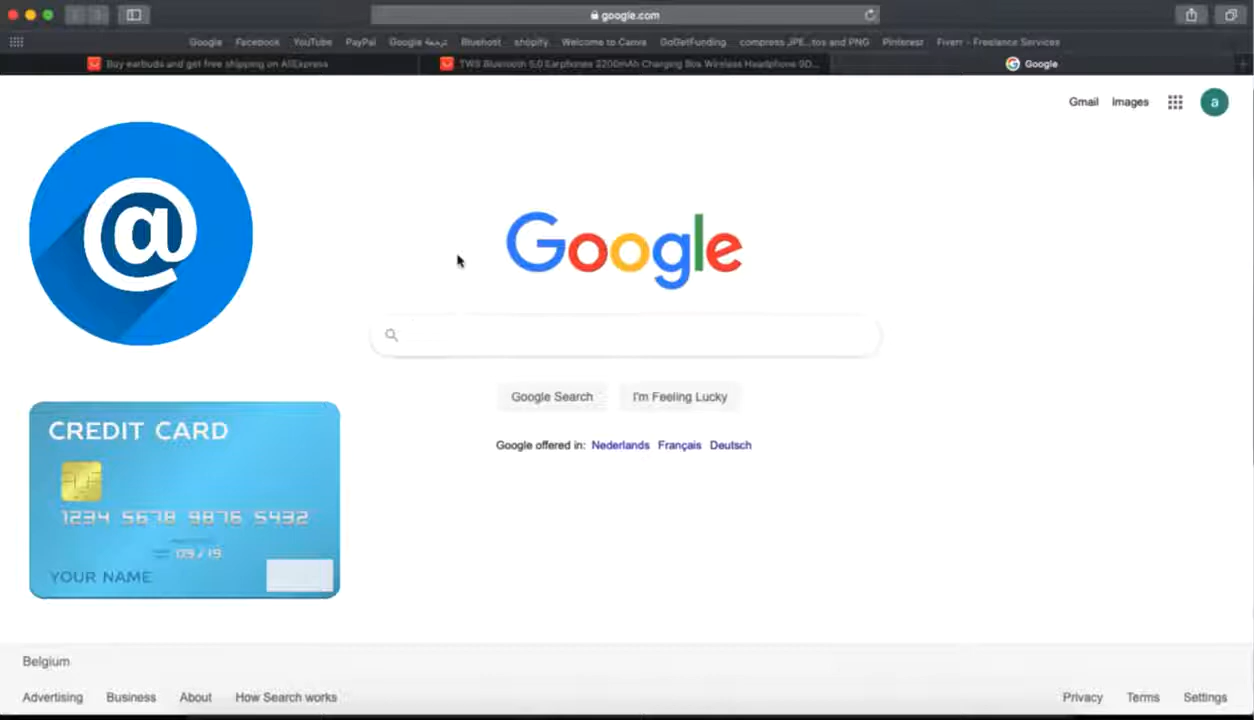 google.com
Google Facebook YouTube PayPal Google ترجمة Bluehost shopify Welcome to Canva GoGetFunding compress JPE...tos and PNG Pinterest Fiverr - Freelance Services
Buy earbuds and get free shipping on AliExpress TWS Bluetooth 5.0 Earphones 2200mAh Charging Box Wireless Headphone 9D... Google
Gmail Images a
@
Google
Google Search I'm Feeling Lucky
Google offered in: Nederlands Français Deutsch
CREDIT CARD
1234 5678 9876 5432
09/19
YOUR NAME
Belgium
Advertising Business About How Search works Privacy Terms Settings